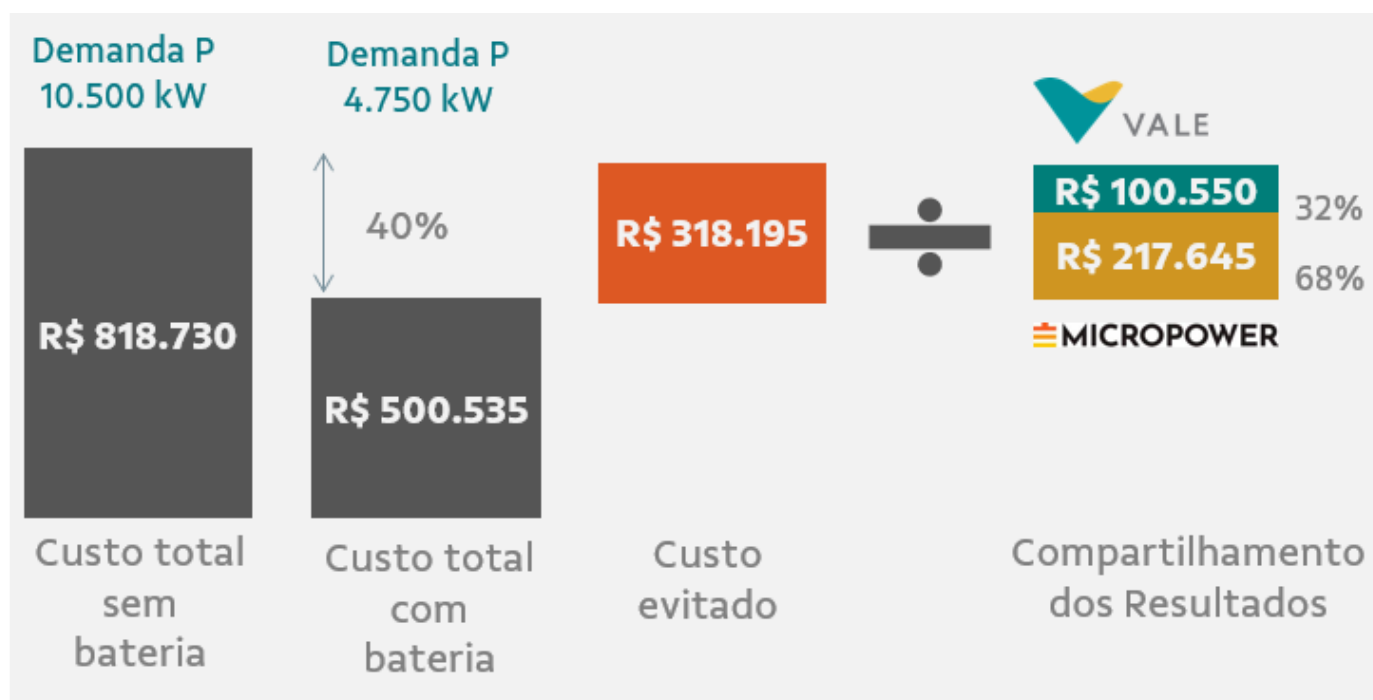 Demanda P
10.500 kW
Demanda P
4.750 kW
VALE
40%
R$ 818.730
R$ 500.535
R$ 318.195
R$ 100.550
32%
R$ 217.645
68%
MICROPOWER
Custo total
sem
bateria
Custo total
com
bateria
Custo
evitado
Compartilhamento
dos Resultados